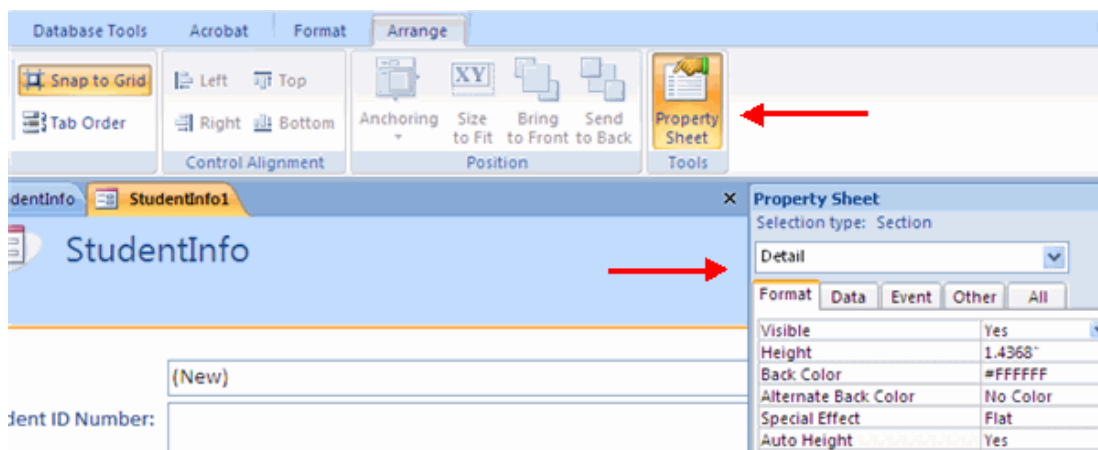 Database Tools Acrobat Format Arrange
Snap to Grid Left Top
Tab Order Right Bottom
Anchoring Size to Fit Bring to Front Send to Back
Property Sheet
Control Alignment Position Tools
dentInfo StudentInfo1
StudentInfo
Property Sheet
Selection type: Section
Detail
Format Data Event Other All
Visible Yes
Height 1.4368"
Back Color #FFFFFF
Alternate Back Color No Color
Special Effect Flat
Auto Height Yes
(New)
dent ID Number: